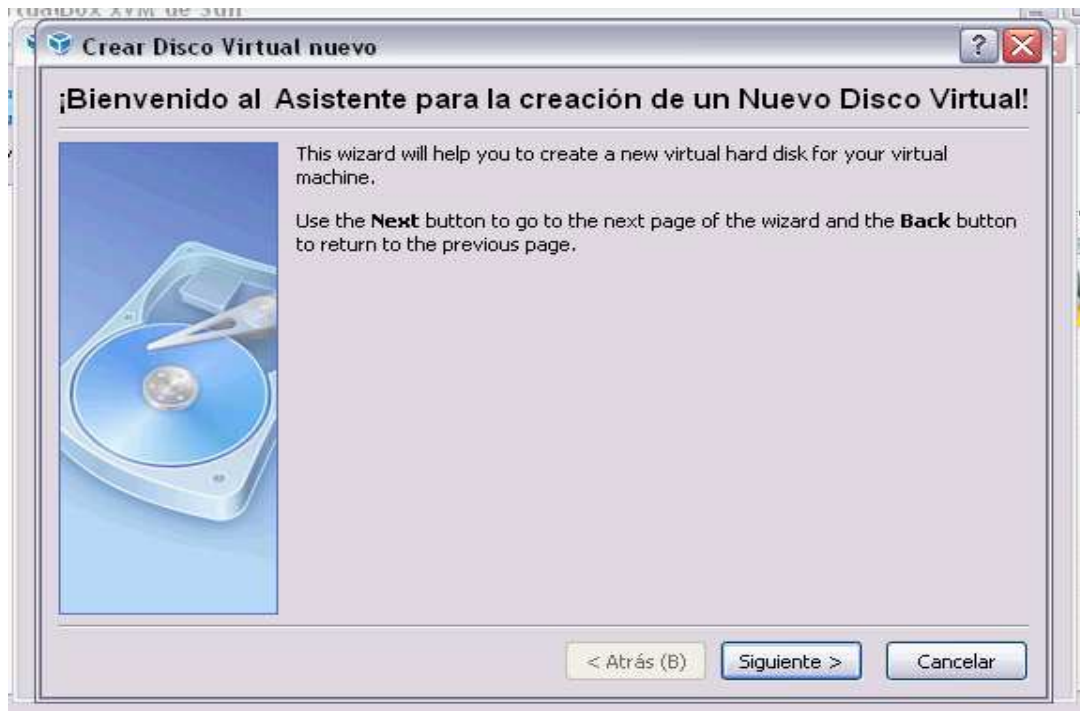 Crear Disco Virtual nuevo
¡Bienvenido al Asistente para la creación de un Nuevo Disco Virtual!
This wizard will help you to create a new virtual hard disk for your virtual
machine.
Use the Next button to go to the next page of the wizard and the Back button
to return to the previous page.
< Atrás (B)
Siguiente >
Cancelar